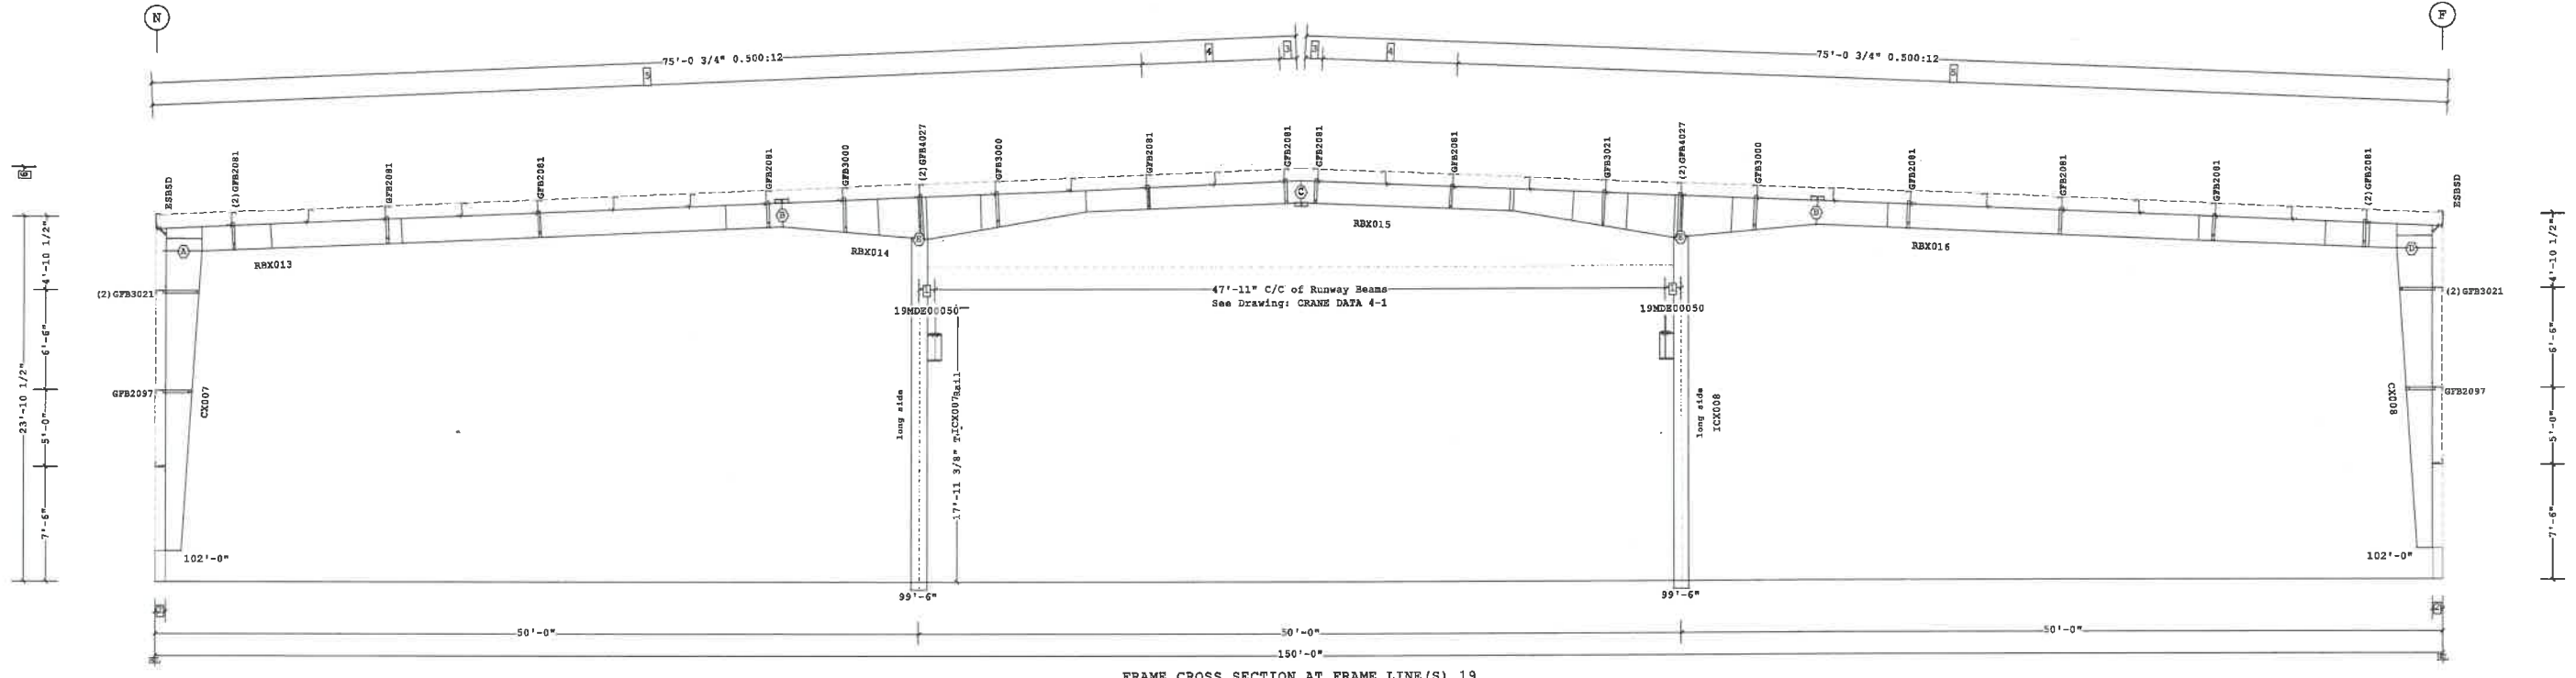 N
F
75'-0 3/4" 0.500:12
4
3
3
4
75'-0 3/4" 0.500:12
5
5
6
ESBSD
(2)GFB2081
GFB2081
GFB2081
GFB2081
GFB3000
(2)GFB4027
GFB3000
GFB2081
GFB2081
GFB2081
GFB2081
GFB3021
(2)GFB4027
GFB3000
GFB2081
GFB2081
GFB2081
(2)GFB2081
ESBSD
A
B
E
C
E
B
D
RBX013
RBX014
RBX015
RBX016
23'-10 1/2"
4'-10 1/2"
6'-6"
5'-0"
7'-6"
(2)GFB3021
GFB2097
CX007
102'-0"
47'-11" C/C of Runway Beams
See Drawing: CRANE DATA 4-1
19MDE00050
19MDE00050
long side
ICX007
17'-11 3/8" T. Rail
long side
ICX008
99'-6"
99'-6"
(2)GFB3021
GFB2097
CX008
102'-0"
4'-10 1/2"
6'-6"
5'-0"
7'-6"
50'-0"
50'-0"
50'-0"
150'-0"
FRAME CROSS SECTION AT FRAME LINE(S) 19